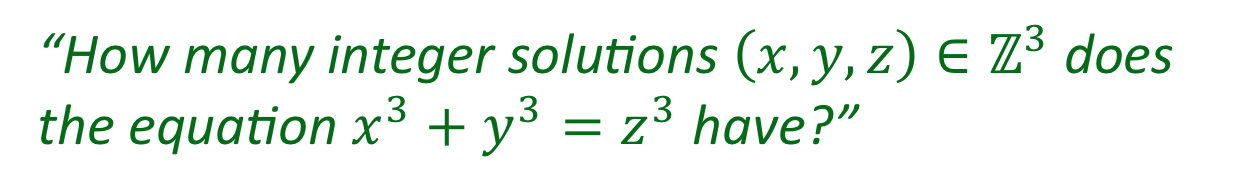 “How many integer solutions (𝑥, 𝑦, 𝑧) ∈ ℤ³ does
the equation 𝑥³ + 𝑦³ = 𝑧³ have?”